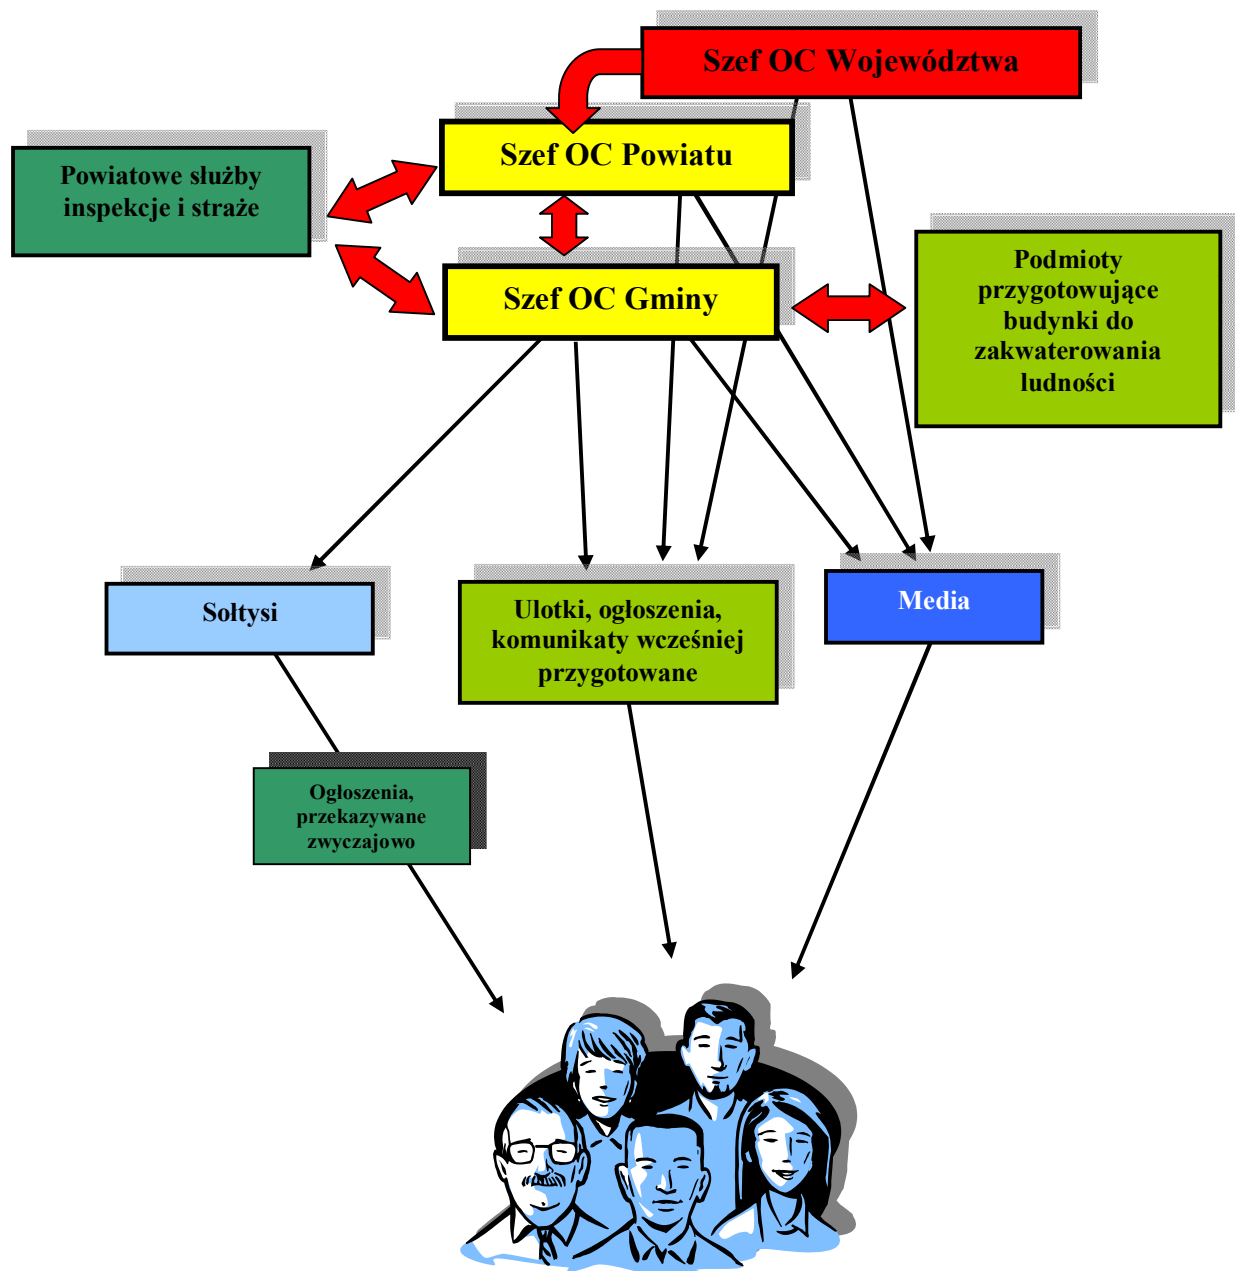 Szef OC Województwa
Szef OC Powiatu
Powiatowe służby
inspekcje i straże
Szef OC Gminy
Podmioty
przygotowujące
budynki do
zakwaterowania
ludności
Sołtysi
Ulotki, ogłoszenia,
komunikaty wcześniej
przygotowane
Media
Ogłoszenia,
przekazywane
zwyczajowo